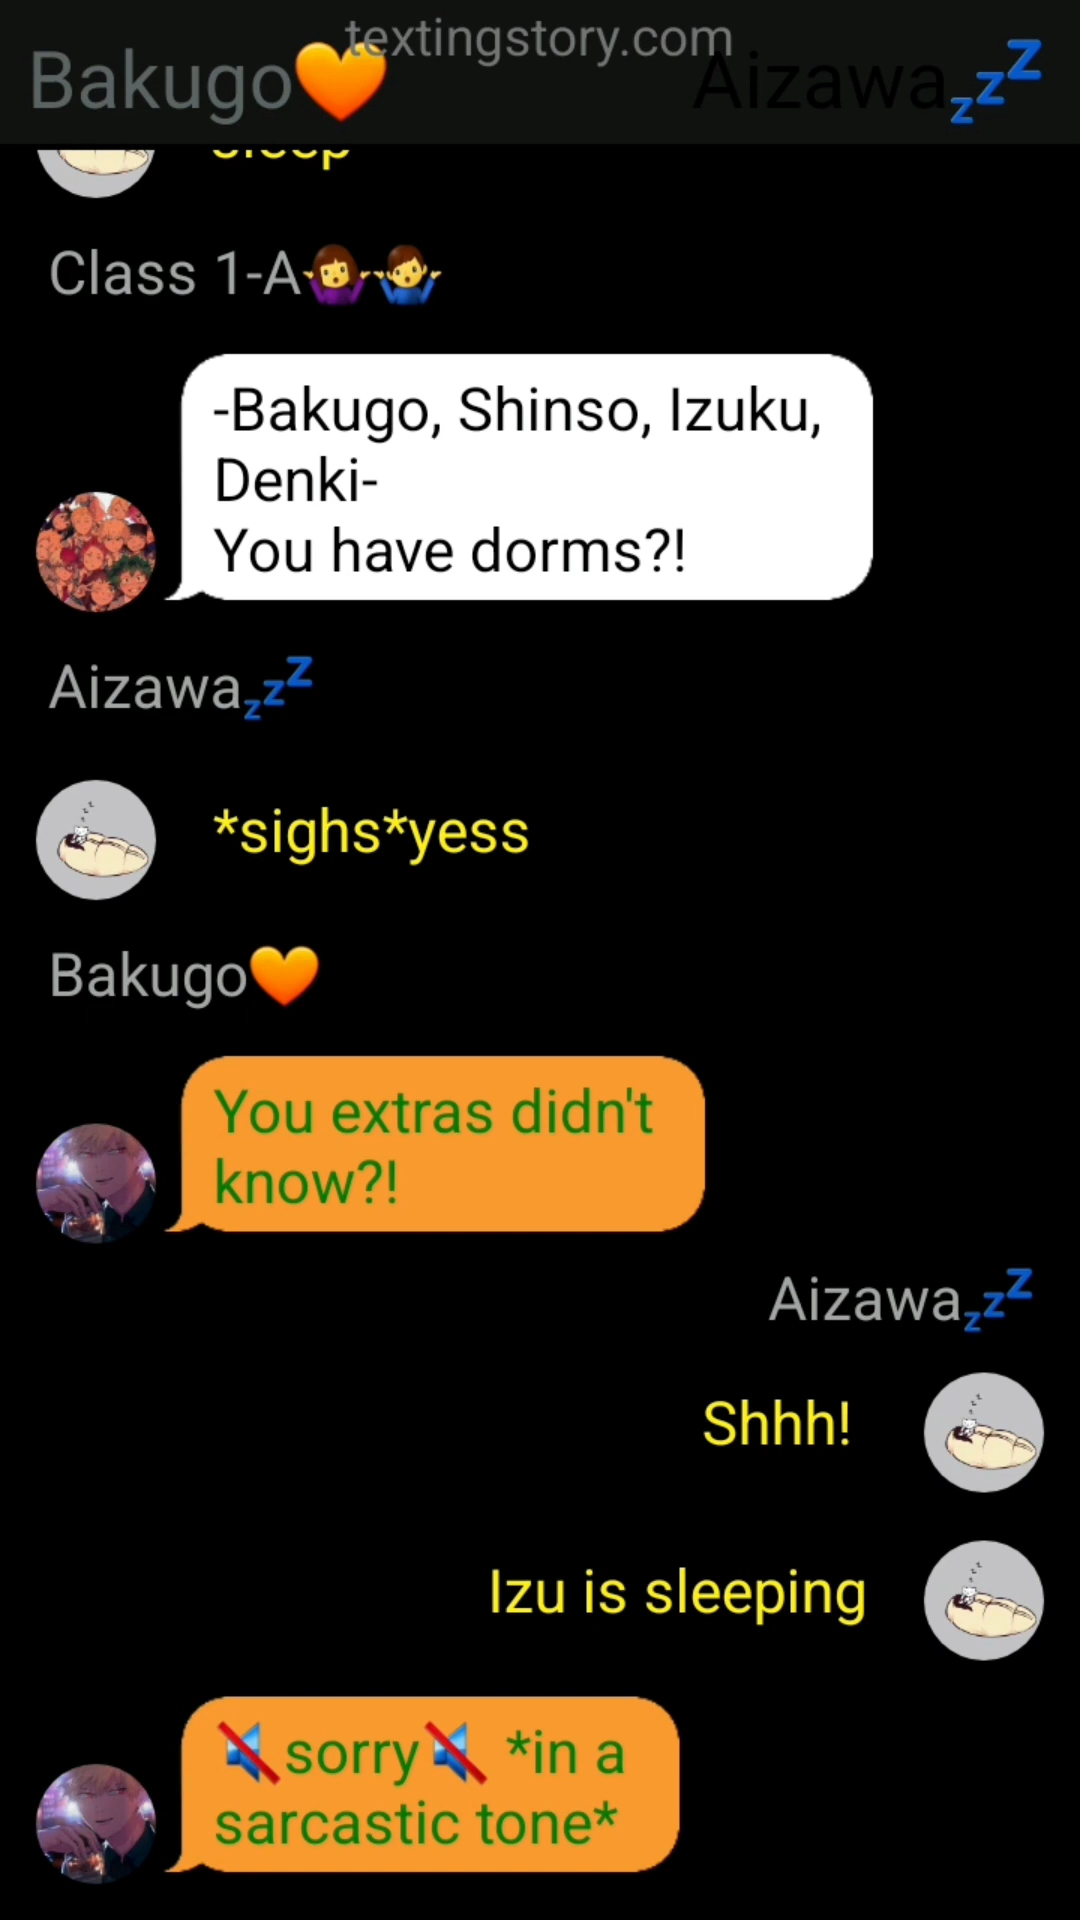 textingstory.com
Bakugo🧡 Aizawa💤
sleep
Class 1-A🤷‍♀️🤷‍♂️
-Bakugo, Shinso, Izuku,
Denki-
You have dorms?!
Aizawa💤
*sighs*yess
Bakugo🧡
You extras didn't
know?!
Aizawa💤
Shhh!
Izu is sleeping
🔇sorry🔇 *in a
sarcastic tone*